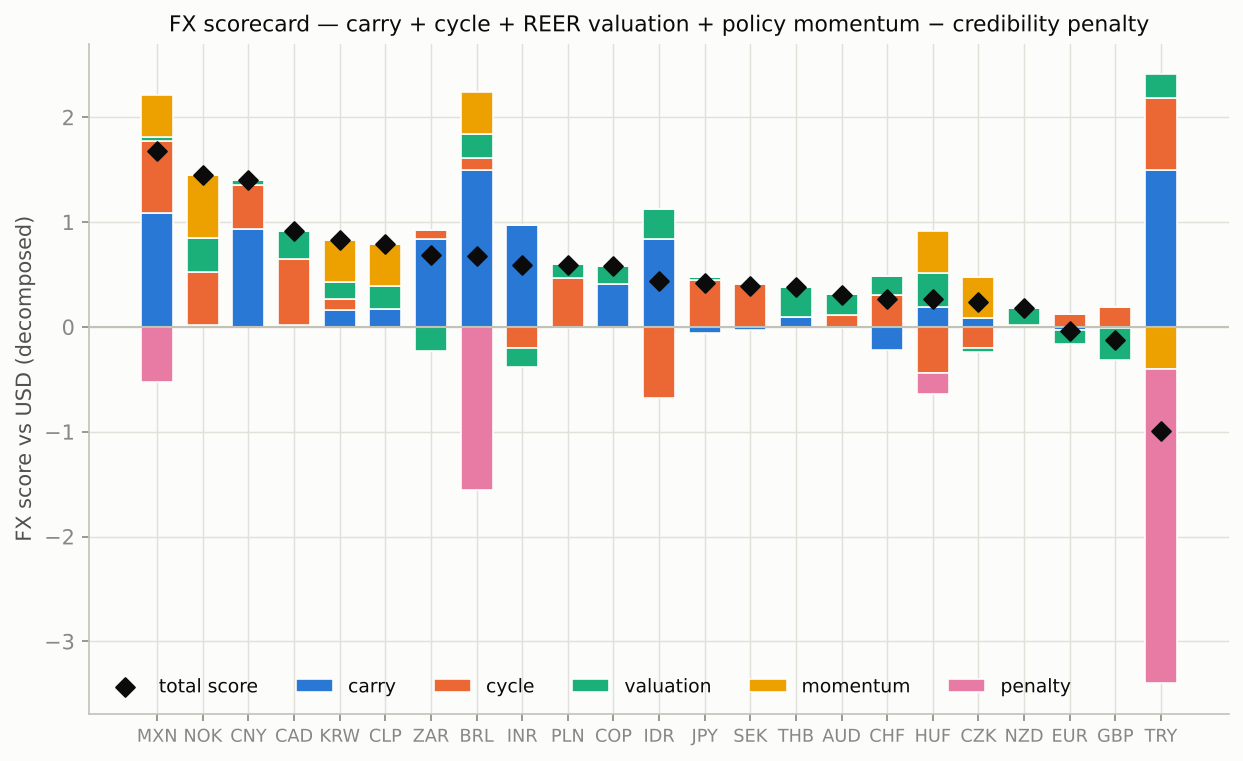 FX scorecard — carry + cycle + REER valuation + policy momentum − credibility penalty
FX score vs USD (decomposed)
2
1
0
−1
−2
−3
total score carry cycle valuation momentum penalty
MXN NOK CNY CAD KRW CLP ZAR BRL INR PLN COP IDR JPY SEK THB AUD CHF HUF CZK NZD EUR GBP TRY